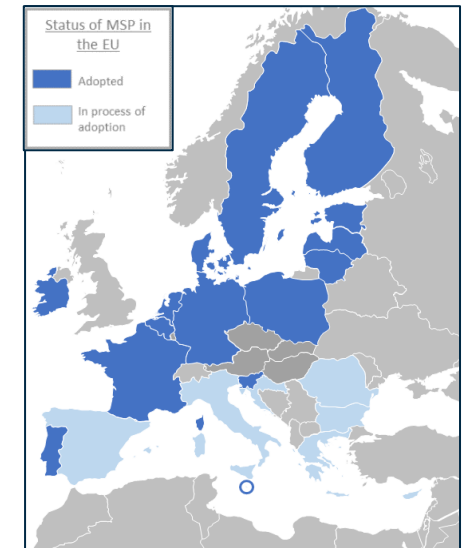 Status of MSP in
the EU
Adopted
In process of
adoption